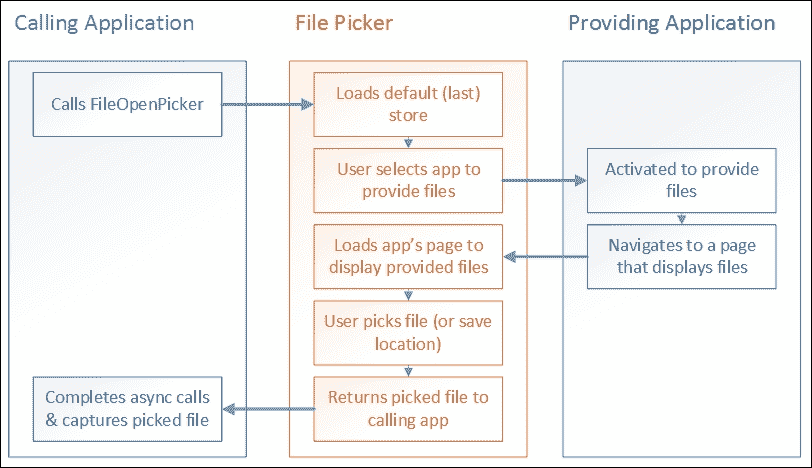 Calling Application
File Picker
Providing Application
Calls FileOpenPicker
Loads default (last)
store
User selects app to
provide files
Activated to provide
files
Loads app's page to
display provided files
Navigates to a page
that displays files
User picks file (or save
location)
Completes async calls
& captures picked file
Returns picked file to
calling app